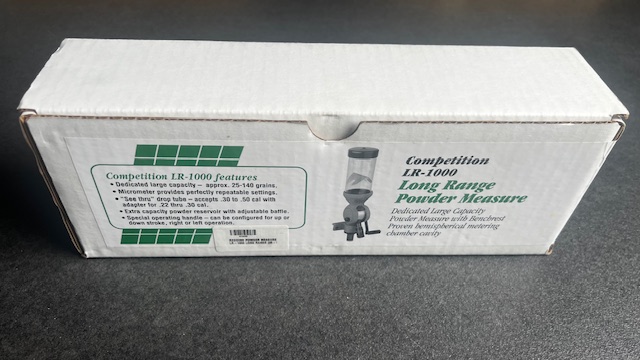 Competition LR-1000 features
• Dedicated large capacity – approx. 25-140 grains.
• Micrometer provides perfectly repeatable settings.
• "See thru" drop tube – accepts .30 to .50 cal with
adapter for .22 thru .30 cal.
• Extra capacity powder reservoir with adjustable baffle.
• Special operating handle – can be configured for up or
down stroke, right or left operation.
Competition
LR-1000
Long Range
Powder Measure
Dedicated Large Capacity
Powder Measure with Benchrest
Proven hemispherical metering
chamber cavity